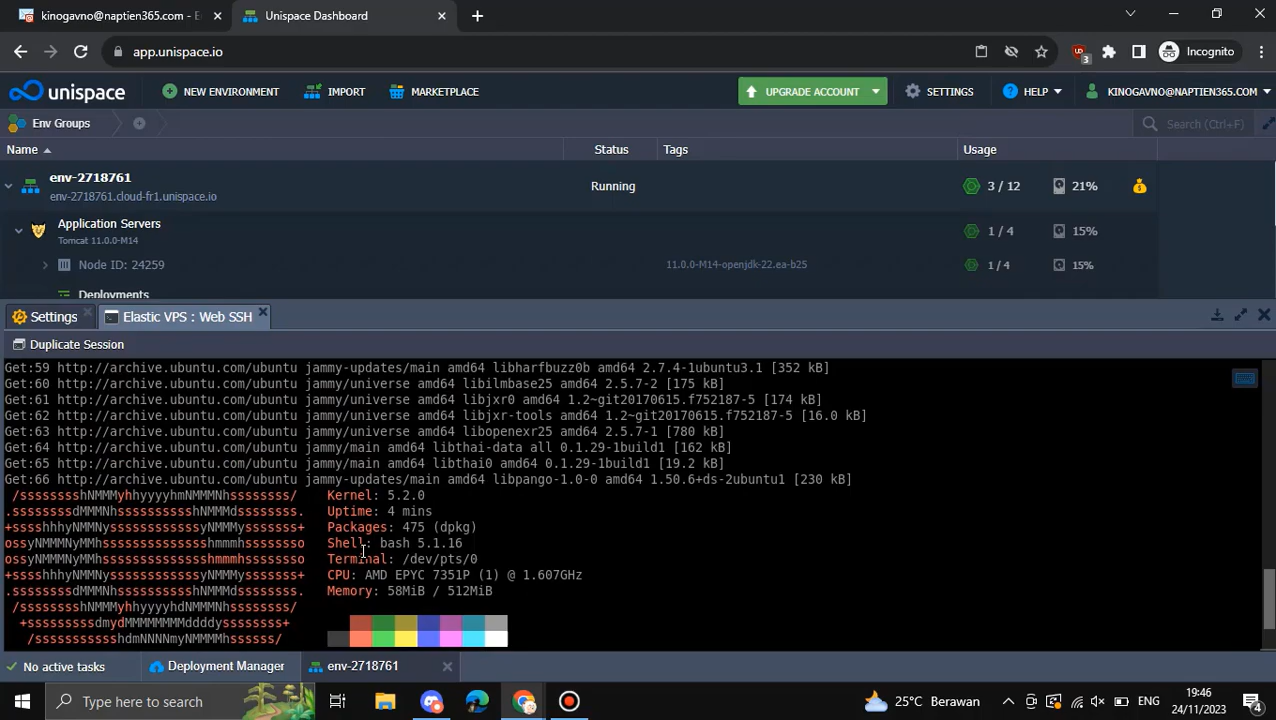 kinogavno@naptien365.com - E
Unispace Dashboard
app.unispace.io
3
Incognito
unispace
NEW ENVIRONMENT
IMPORT
MARKETPLACE
UPGRADE ACCOUNT
SETTINGS
HELP
KINOGAVNO@NAPTIEN365.COM
Env Groups
Search (Ctrl+F)
Name
Status
Tags
Usage
env-2718761
env-2718761.cloud-fr1.unispace.io
Running
3 / 12
21%
Application Servers
Tomcat 11.0.0-M14
1 / 4
15%
Node ID: 24259
11.0.0-M14-openjdk-22.ea-b25
1 / 4
15%
Deployments
Settings
Elastic VPS : Web SSH
Duplicate Session
Get:59 http://archive.ubuntu.com/ubuntu jammy-updates/main amd64 libharfbuzz0b amd64 2.7.4-1ubuntu3.1 [352 kB]
Get:60 http://archive.ubuntu.com/ubuntu jammy/universe amd64 libilmbase25 amd64 2.5.7-2 [175 kB]
Get:61 http://archive.ubuntu.com/ubuntu jammy/universe amd64 libjxr0 amd64 1.2~git20170615.f752187-5 [174 kB]
Get:62 http://archive.ubuntu.com/ubuntu jammy/universe amd64 libjxr-tools amd64 1.2~git20170615.f752187-5 [16.0 kB]
Get:63 http://archive.ubuntu.com/ubuntu jammy/universe amd64 libopenexr25 amd64 2.5.7-1 [780 kB]
Get:64 http://archive.ubuntu.com/ubuntu jammy/main amd64 libthai-data all 0.1.29-1build1 [162 kB]
Get:65 http://archive.ubuntu.com/ubuntu jammy/main amd64 libthai0 amd64 0.1.29-1build1 [19.2 kB]
Get:66 http://archive.ubuntu.com/ubuntu jammy-updates/main amd64 libpango-1.0-0 amd64 1.50.6+ds-2ubuntu1 [230 kB]
/sssssssshNMMMyhhyyyyhmNMMMNhssssssss/ Kernel: 5.2.0
.ssssssssdMMMNhsssssssssshNMMMdssssssss. Uptime: 4 mins
+sssshhhyNMMNyssssssssssssyNMMMysssssss+ Packages: 475 (dpkg)
ossyNMMMNyMMhsssssssssssssshmmmhssssssso Shell: bash 5.1.16
ossyNMMMNyMMhsssssssssssssshmmmhssssssso Terminal: /dev/pts/0
+sssshhhyNMMNyssssssssssssyNMMMysssssss+ CPU: AMD EPYC 7351P (1) @ 1.607GHz
.ssssssssdMMMNhsssssssssshNMMMdssssssss. Memory: 58MiB / 512MiB
/sssssssshNMMMyhhyyyyhdNMMMNhssssssss/
+sssssssssdmydMMMMMMMMddddyssssssss+
/ssssssssssshdmNNNNmyNMMMMhssssss/
No active tasks
Deployment Manager
env-2718761
Type here to search
25°C Berawan
ENG
19:46
24/11/2023
4